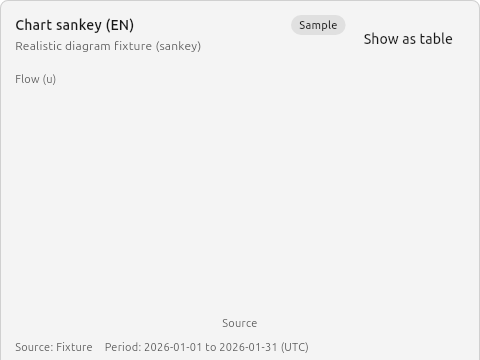 Chart sankey (EN)
Sample
Show as table
Realistic diagram fixture (sankey)
Flow (u)
Source
Source: Fixture Period: 2026-01-01 to 2026-01-31 (UTC)